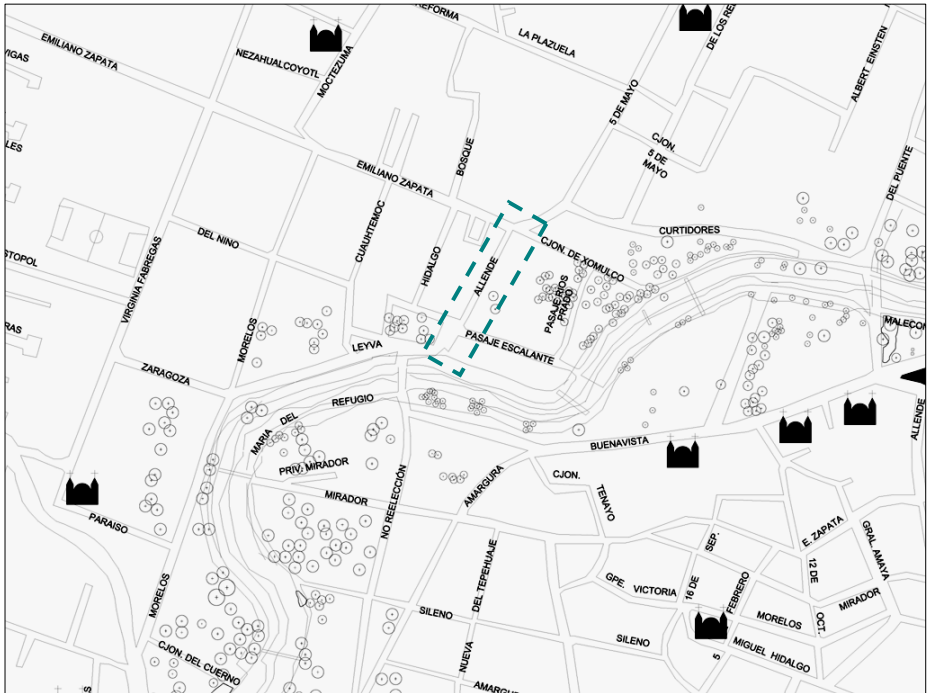 REFORMA
DE LOS RE
LA PLAZUELA
EMILIANO ZAPATA
VIGAS
NEZAHUALCOYOTL
MOCTEZUMA
5 DE MAYO
ALBERT EINSTEN
CJON.
5 DE
MAYO
LES
BOSQUE
EMILIANO ZAPATA
DEL PUENTE
DEL NINO
CUAUHTEMOC
HIDALGO
ALLENDE
CJON. DE XOMULCO
CURTIDORES
STOPOL
VIRGINIA FABREGAS
PASAJE RIOS
PRADO
RAS
MORELOS
LEYVA
PASAJE ESCALANTE
MALECON
ZARAGOZA
REFUGIO
MARIA DEL
ALLENDE
BUENAVISTA
PRIV. MIRADOR
MIRADOR
NO REELECCIÓN
AMARGURA
CJON.
TENAYO
PARAISO
E. ZAPATA
GRAL. AMAYA
SEP.
16 DE
DEL TEPEHUAJE
NUEVA
GPE. VICTORIA
FEBRERO
5
12 DE
OCT.
MIRADOR
MORELOS
MORELOS
SILENO
SILENO
MIGUEL HIDALGO
CJON. DEL CUERNO
S
AMARGU